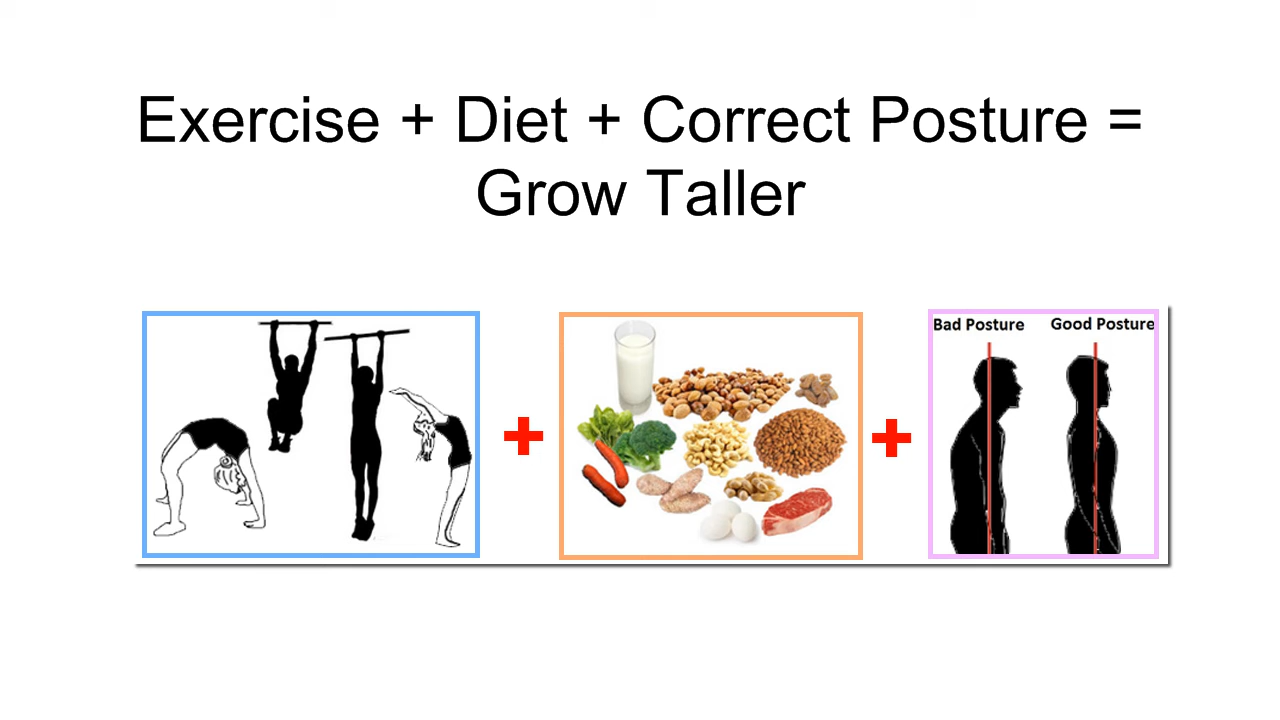 Exercise + Diet + Correct Posture =
Grow Taller
Bad Posture
Good Posture